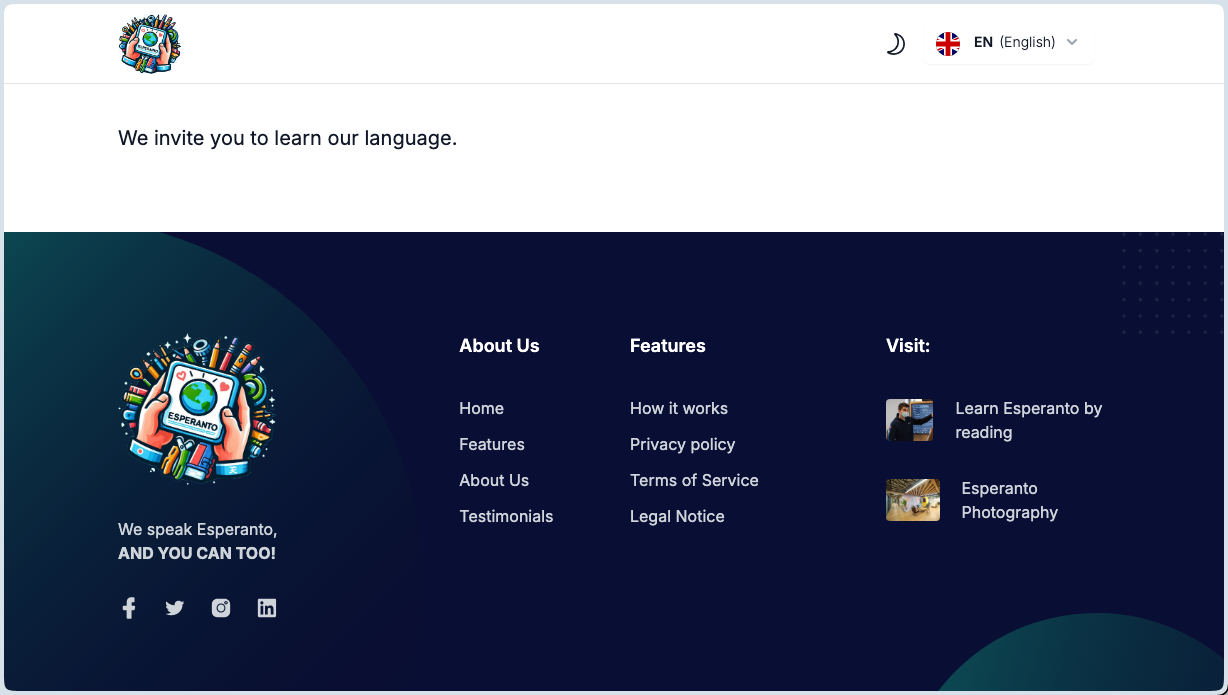 ESPERANTO
EN (English)
We invite you to learn our language.
ESPERANTO
We speak Esperanto,
AND YOU CAN TOO!
About Us
Home
Features
About Us
Testimonials
Features
How it works
Privacy policy
Terms of Service
Legal Notice
Visit:
Learn Esperanto by
reading
Esperanto
Photography